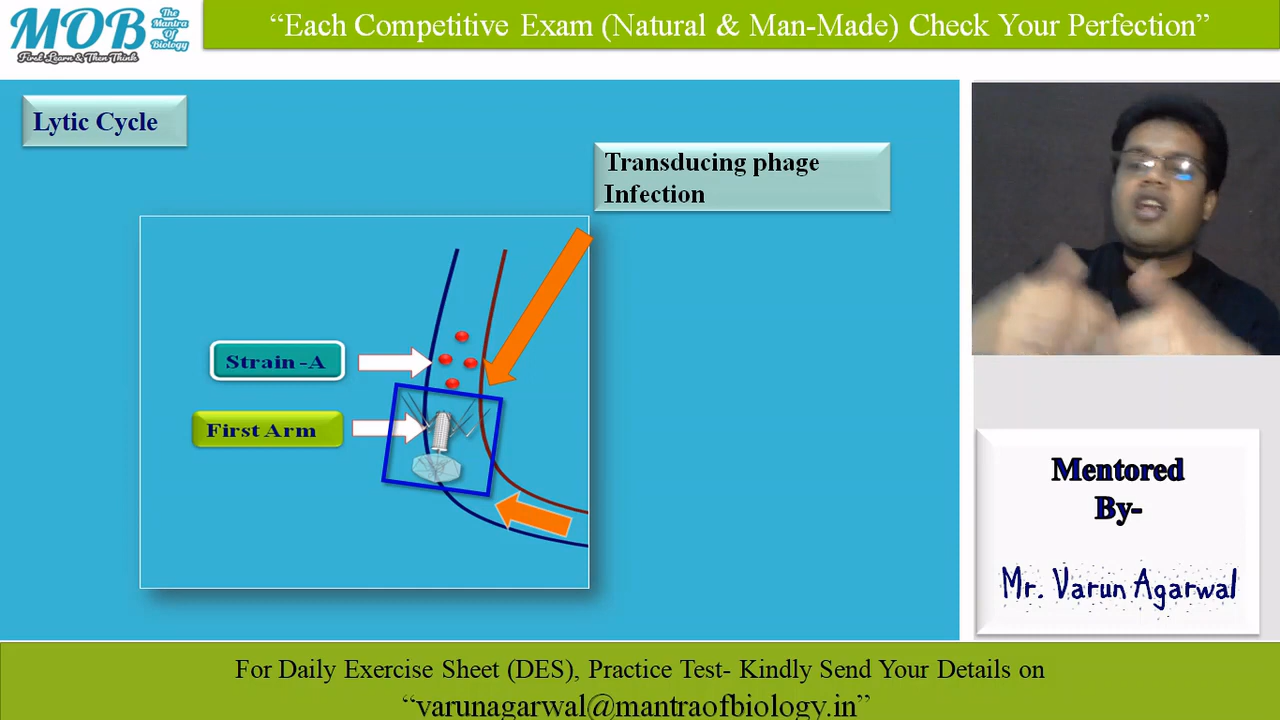 MOB The Mantra Of Biology
First Learn & Then Think
“Each Competitive Exam (Natural & Man-Made) Check Your Perfection”
Lytic Cycle
Transducing phage
Infection
Strain -A
First Arm
Mentored
By-
Mr. Varun Agarwal
For Daily Exercise Sheet (DES), Practice Test- Kindly Send Your Details on
“varunagarwal@mantraofbiology.in”